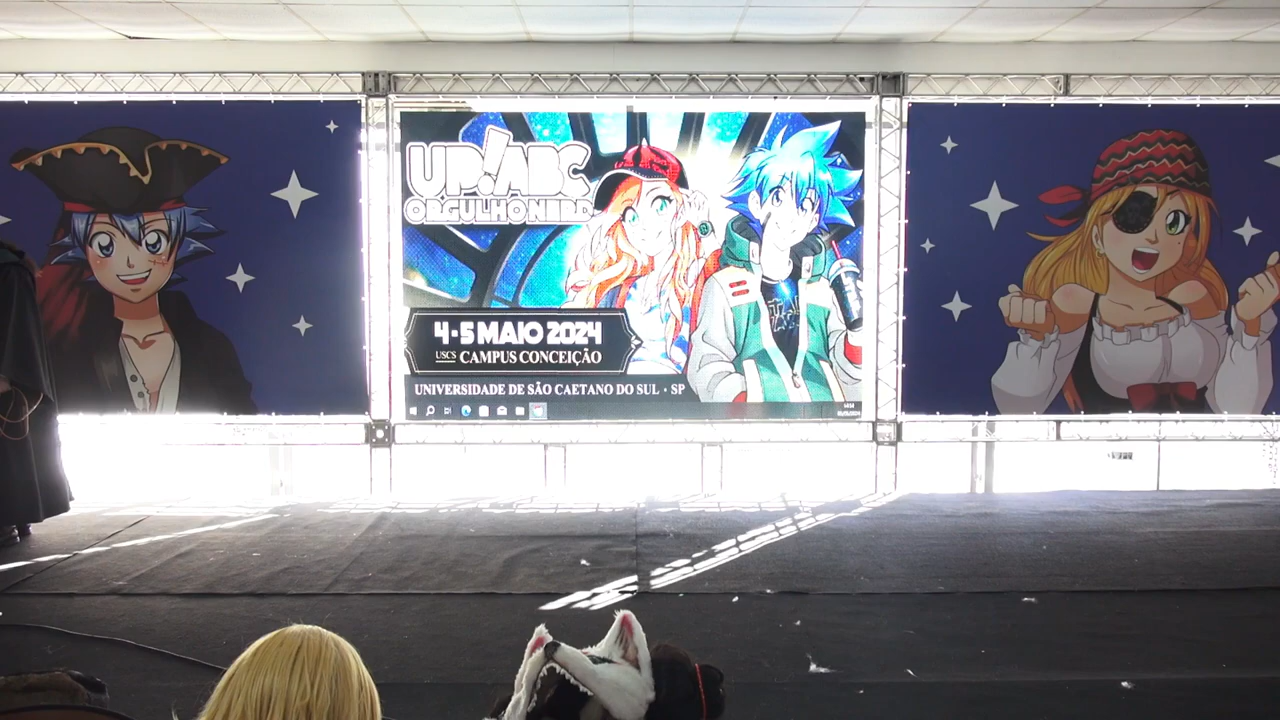 UP!ABC
ORGULHO NERD
4-5 MAIO 2024
USCS CAMPUS CONCEIÇÃO
UNIVERSIDADE DE SÃO CAETANO DO SUL · SP